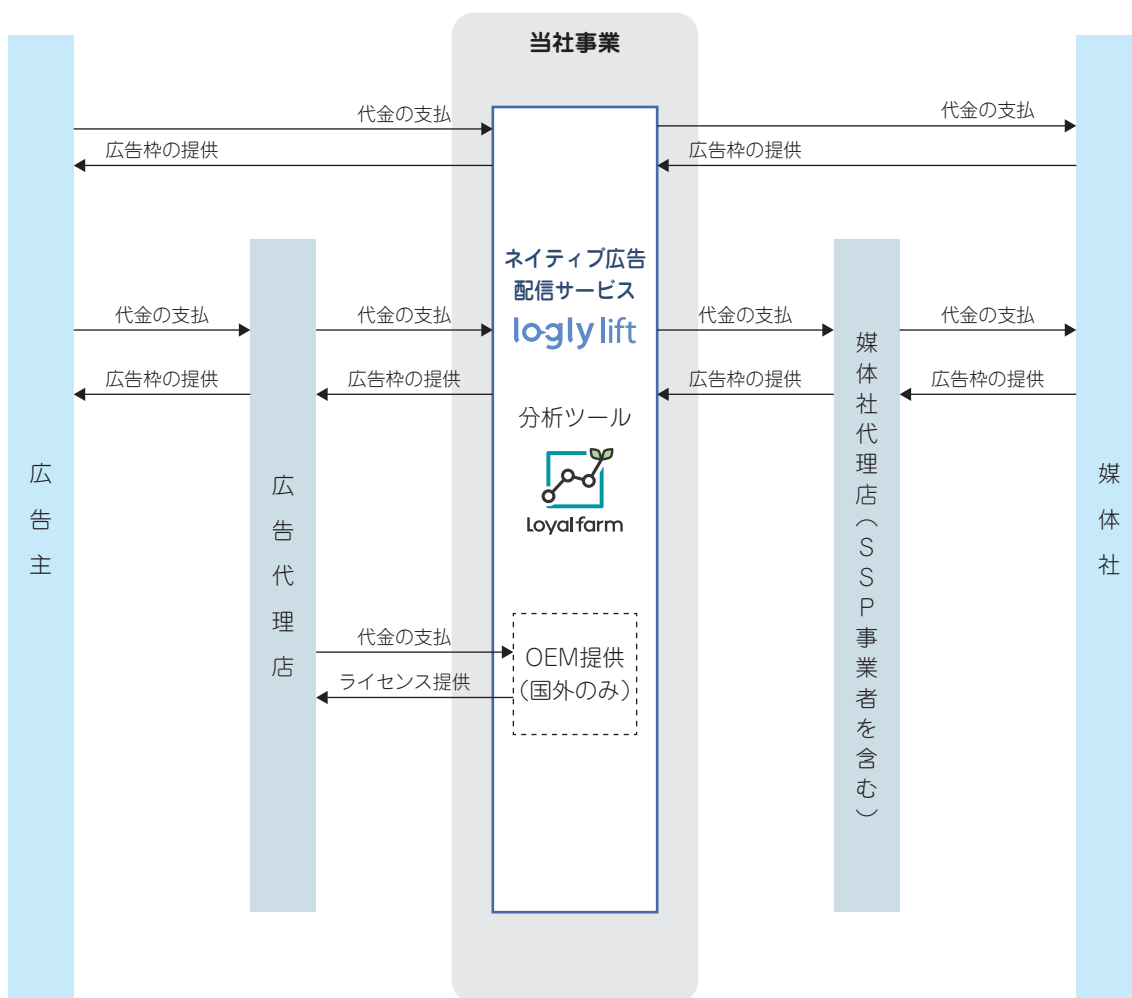 当社事業
代金の支払
代金の支払
広告枠の提供
広告枠の提供
ネイティブ広告
配信サービス
logly lift
代金の支払
代金の支払
代金の支払
代金の支払
広告枠の提供
広告枠の提供
広告枠の提供
広告枠の提供
分析ツール
Loyalfarm
広告主
広告代理店
媒体社代理店（SSP事業者を含む）
媒体社
代金の支払
ライセンス提供
OEM提供
（国外のみ）